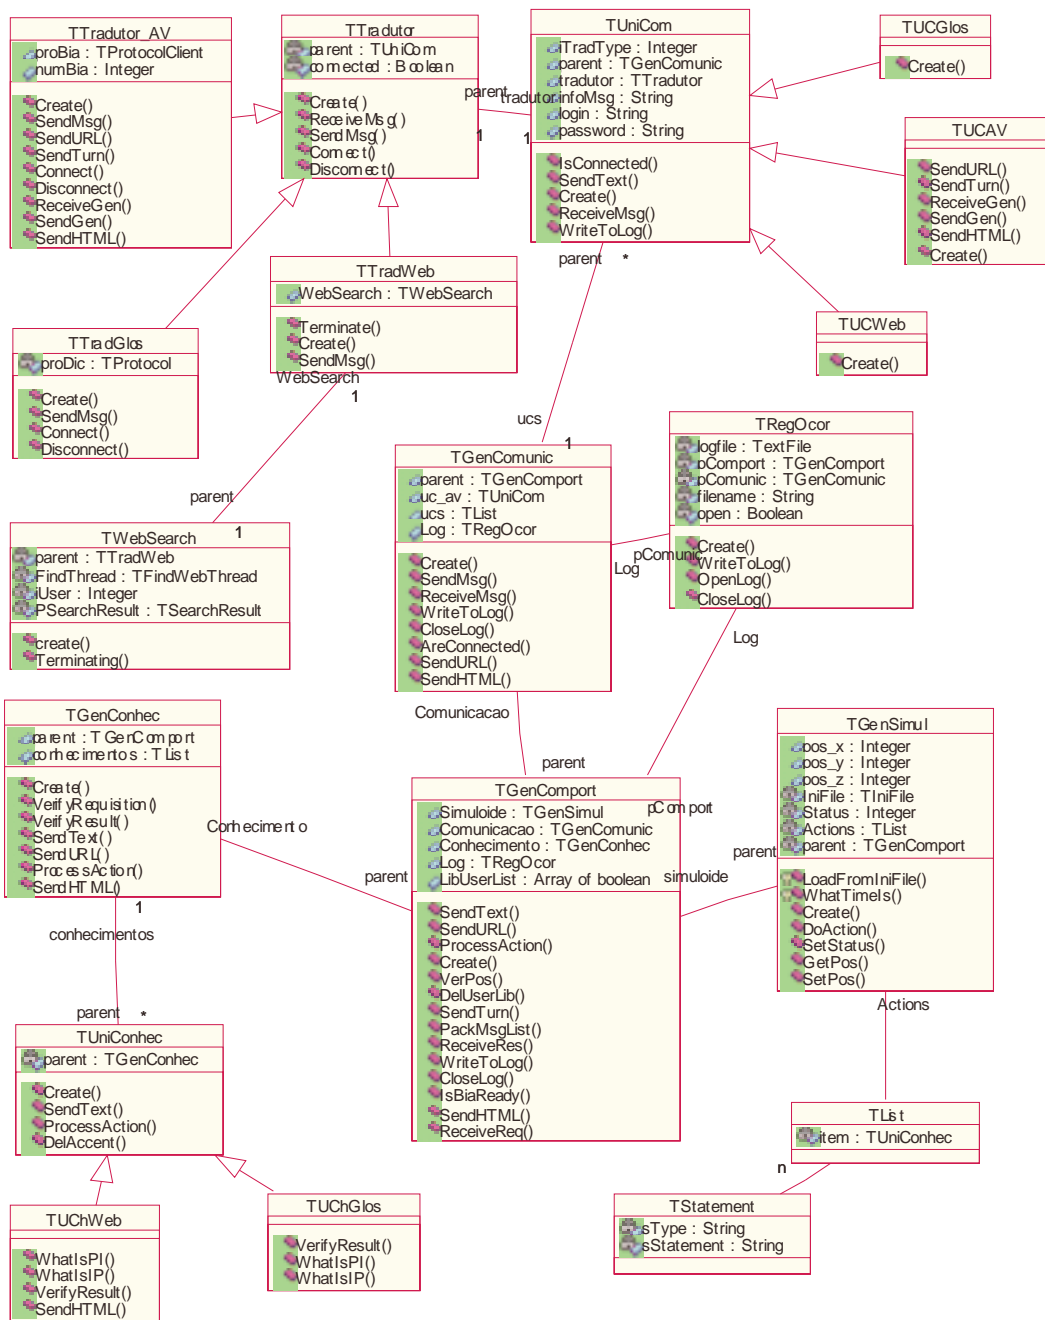 TTradutor_AV
proBia : TProtocolClient
numBia : Integer
Create()
SendMsg()
SendURL()
SendTurn()
Connect()
Disconnect()
ReceiveGen()
SendGen()
SendHTML()
TTradutor
parent : TUniCom
connected : Boolean
Create()
ReceiveMsg()
SendMsg()
Connect()
Disconnect()
parent
1
tradutor
1
TUniCom
iTradType : Integer
parent : TGenComunic
tradutor : TTradutor
infoMsg : String
login : String
password : String
IsConnected()
SendText()
Create()
ReceiveMsg()
WriteToLog()
parent
*
TUCGlos
Create()
TUCAV
SendURL()
SendTurn()
ReceiveGen()
SendGen()
SendHTML()
Create()
TUCWeb
Create()
TTradWeb
WebSearch : TWebSearch
Terminate()
Create()
SendMsg()
WebSearch
1
TTradGlos
proDic : TProtocol
Create()
SendMsg()
Connect()
Disconnect()
parent
1
ucs
1
TWebSearch
parent : TTradWeb
FindThread : TFindWebThread
iUser : Integer
PSearchResult : TSearchResult
create()
Terminating()
TGenComunic
parent : TGenComport
uc_av : TUniCom
ucs : TList
Log : TRegOcor
Create()
SendMsg()
ReceiveMsg()
WriteToLog()
CloseLog()
AreConnected()
SendURL()
SendHTML()
Log
pComunic
TRegOcor
logfile : TextFile
pComport : TGenComport
pComunic : TGenComunic
filename : String
open : Boolean
Create()
WriteToLog()
OpenLog()
CloseLog()
Log
Comunicacao
parent
pComport
TGenConhec
parent : TGenComport
conhecimentos : TList
Create()
VerifyRequisition()
VerifyResult()
SendText()
SendURL()
ProcessAction()
SendHTML()
1
conhecimentos
Conhecimento
parent
TGenComport
Simuloide : TGenSimul
Comunicacao : TGenComunic
Conhecimento : TGenConhec
Log : TRegOcor
LibUserList : Array of boolean
SendText()
SendURL()
ProcessAction()
Create()
VerPos()
DelUserLib()
SendTurn()
PackMsgList()
ReceiveRes()
WriteToLog()
CloseLog()
IsBiaReady()
SendHTML()
ReceiveReq()
parent
simuloide
TGenSimul
pos_x : Integer
pos_y : Integer
pos_z : Integer
IniFile : TIniFile
Status : Integer
Actions : TList
parent : TGenComport
LoadFromIniFile()
WhatTimeIs()
Create()
DoAction()
SetStatus()
GetPos()
SetPos()
Actions
parent
*
TUniConhec
parent : TGenConhec
Create()
SendText()
ProcessAction()
DelAccent()
TList
item : TUniConhec
n
TUChWeb
WhatIsPI()
WhatIsIP()
VerifyResult()
SendHTML()
TUChGlos
VerifyResult()
WhatIsPI()
WhatIsIP()
TStatement
sType : String
sStatement : String